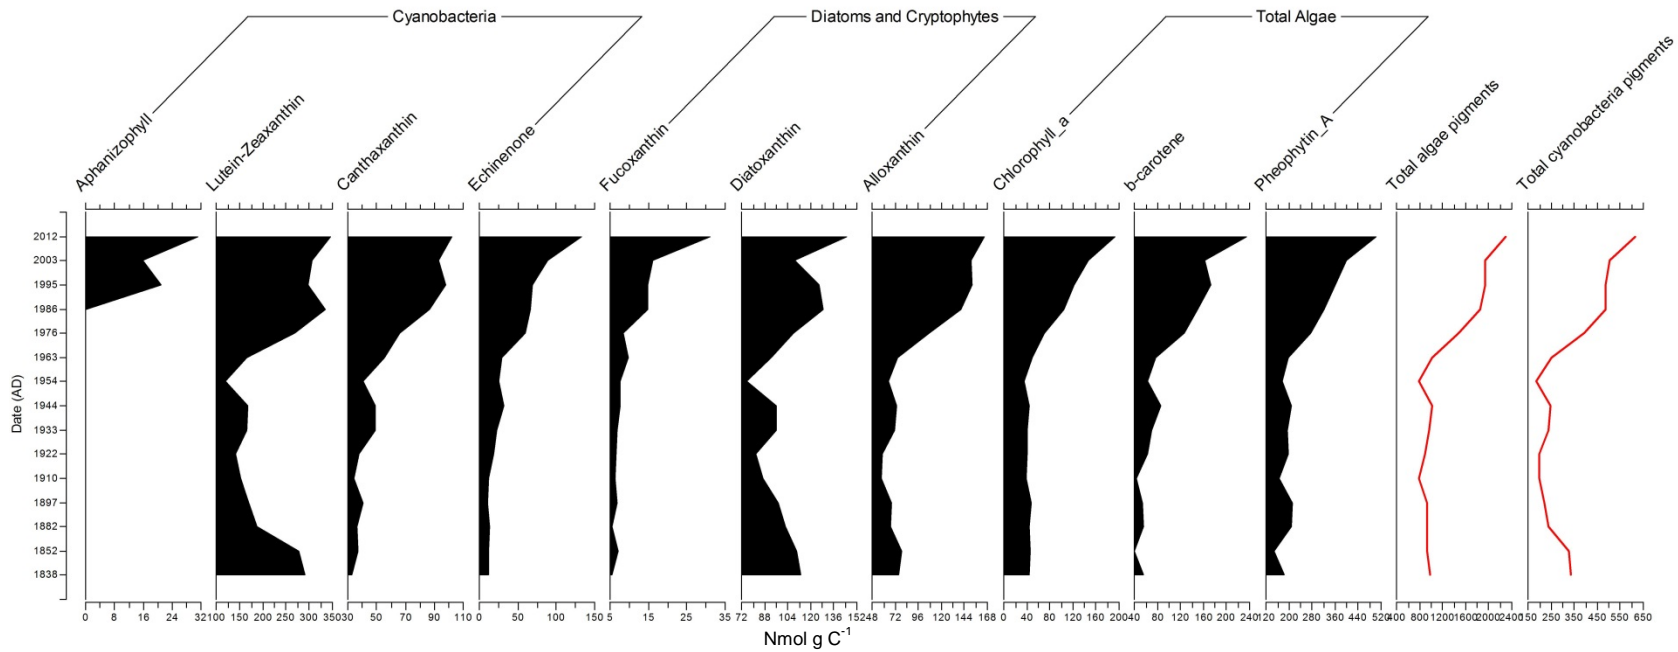 Cyanobacteria
Diatoms and Cryptophytes
Total Algae
Aphanizophyll
Lutein-Zeaxanthin
Canthaxanthin
Echinenone
Fucoxanthin
Diatoxanthin
Alloxanthin
Chlorophyll_a
b-carotene
Pheophytin_A
Total algae pigments
Total cyanobacteria pigments
Date (AD)
2012
2003
1995
1986
1976
1963
1954
1944
1933
1922
1910
1897
1882
1852
1838
0 8 16 24 32
100 150 200 250 300 350
30 50 70 90 110
0 50 100 150
5 15 25 35
72 88 104 120 136 152
48 72 96 120 144 168
0 40 80 120 160 200
40 80 120 160 200 240
120 200 280 360 440 520
400 800 1200 1600 2000 2400
150 250 350 450 550 650
Nmol g C-1